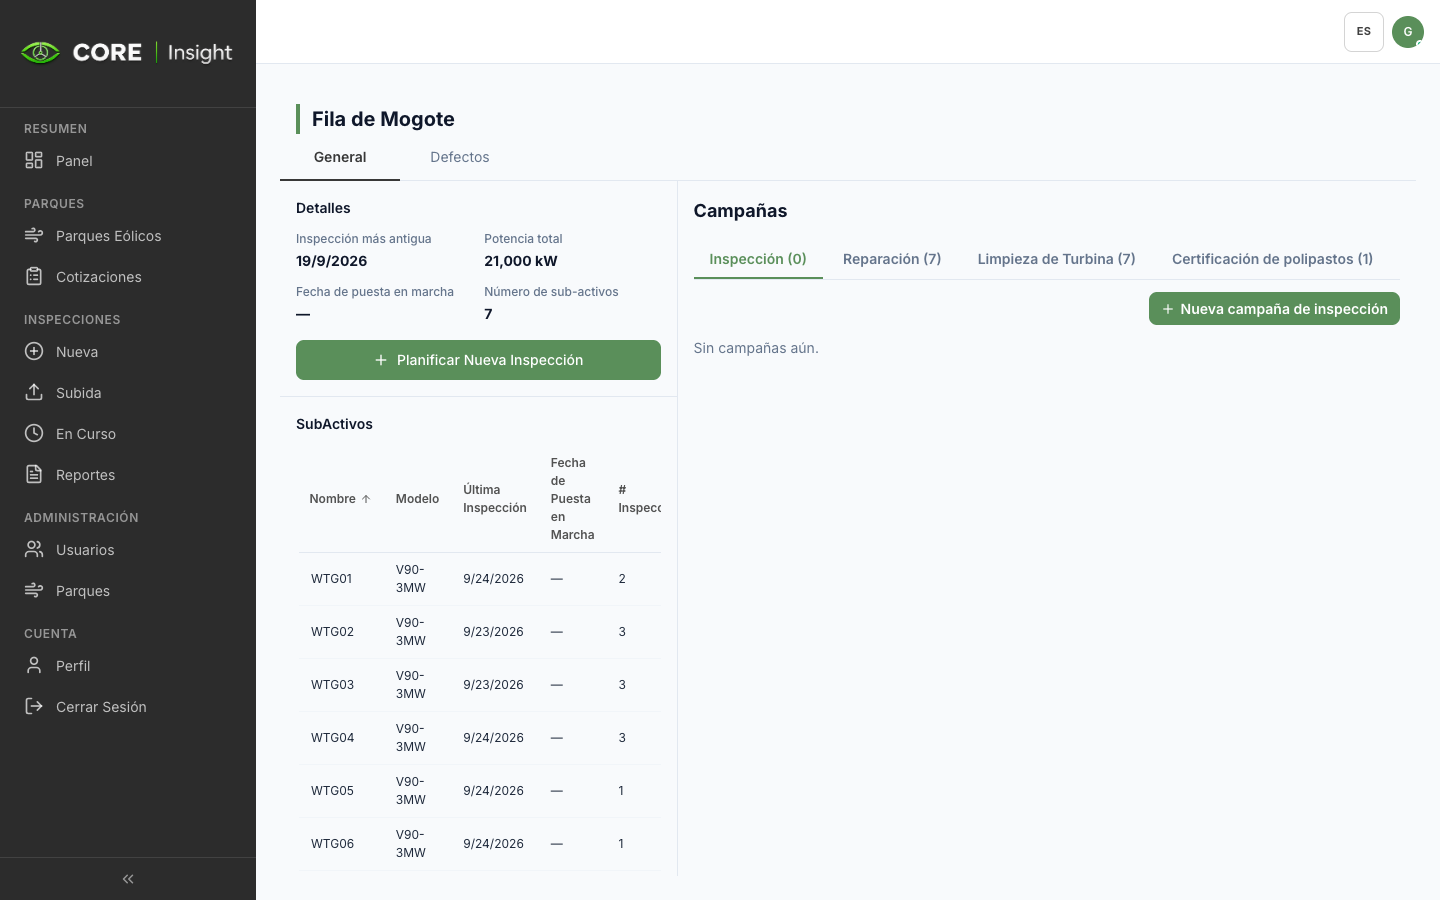 CORE | Insight
RESUMEN
Panel
PARQUES
Parques Eólicos
Cotizaciones
INSPECCIONES
Nueva
Subida
En Curso
Reportes
ADMINISTRACIÓN
Usuarios
Parques
CUENTA
Perfil
Cerrar Sesión
ES
G
Fila de Mogote
General
Defectos
Detalles
Inspección más antigua
19/9/2026
Potencia total
21,000 kW
Fecha de puesta en marcha
—
Número de sub-activos
7
+ Planificar Nueva Inspección
SubActivos
Nombre ↑
Modelo
Última
Inspección
Fecha
de
Puesta
en
Marcha
#
Inspecc
WTG01 V90-3MW 9/24/2026 — 2
WTG02 V90-3MW 9/23/2026 — 3
WTG03 V90-3MW 9/23/2026 — 3
WTG04 V90-3MW 9/24/2026 — 3
WTG05 V90-3MW 9/24/2026 — 1
WTG06 V90-3MW 9/24/2026 — 1
Campañas
Inspección (0)
Reparación (7)
Limpieza de Turbina (7)
Certificación de polipastos (1)
+ Nueva campaña de inspección
Sin campañas aún.